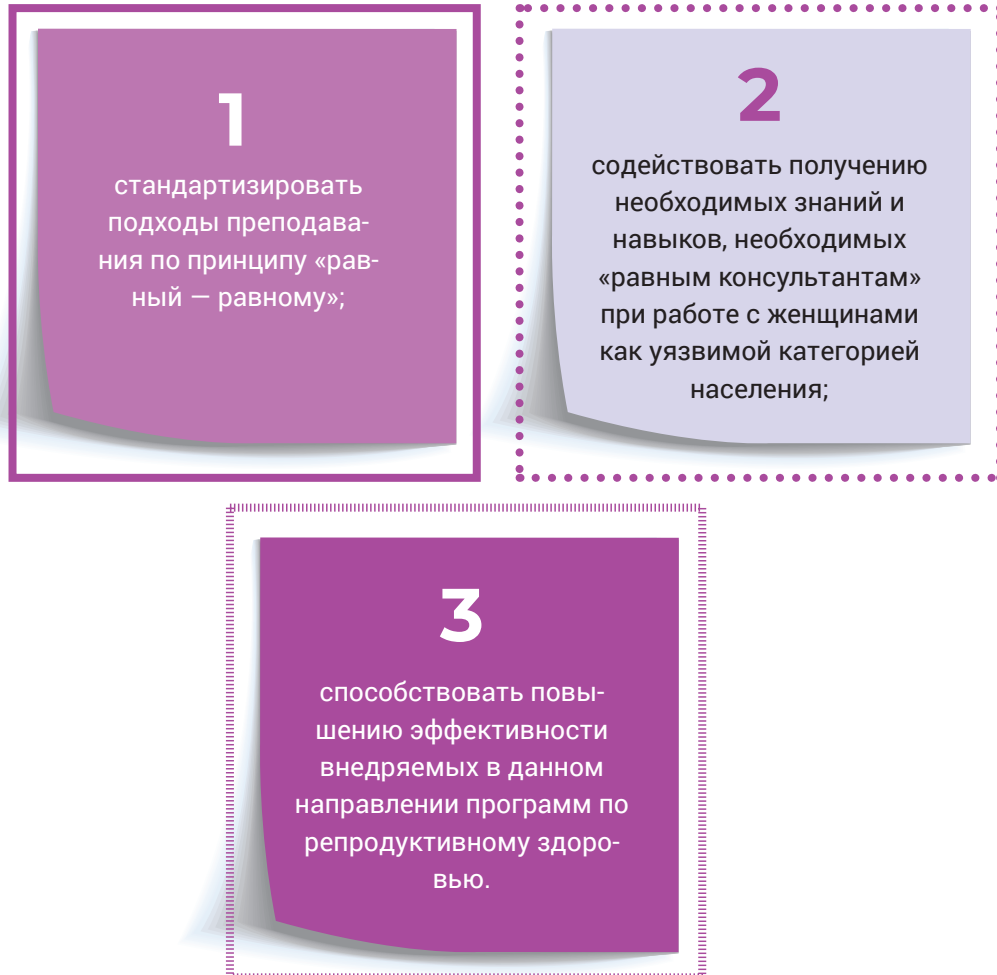 1
стандартизировать
подходы преподава-
ния по принципу «рав-
ный — равному»;
2
содействовать получению
необходимых знаний и
навыков, необходимых
«равным консультантам»
при работе с женщинами
как уязвимой категорией
населения;
3
способствовать повы-
шению эффективности
внедряемых в данном
направлении программ по
репродуктивному здоро-
вью.